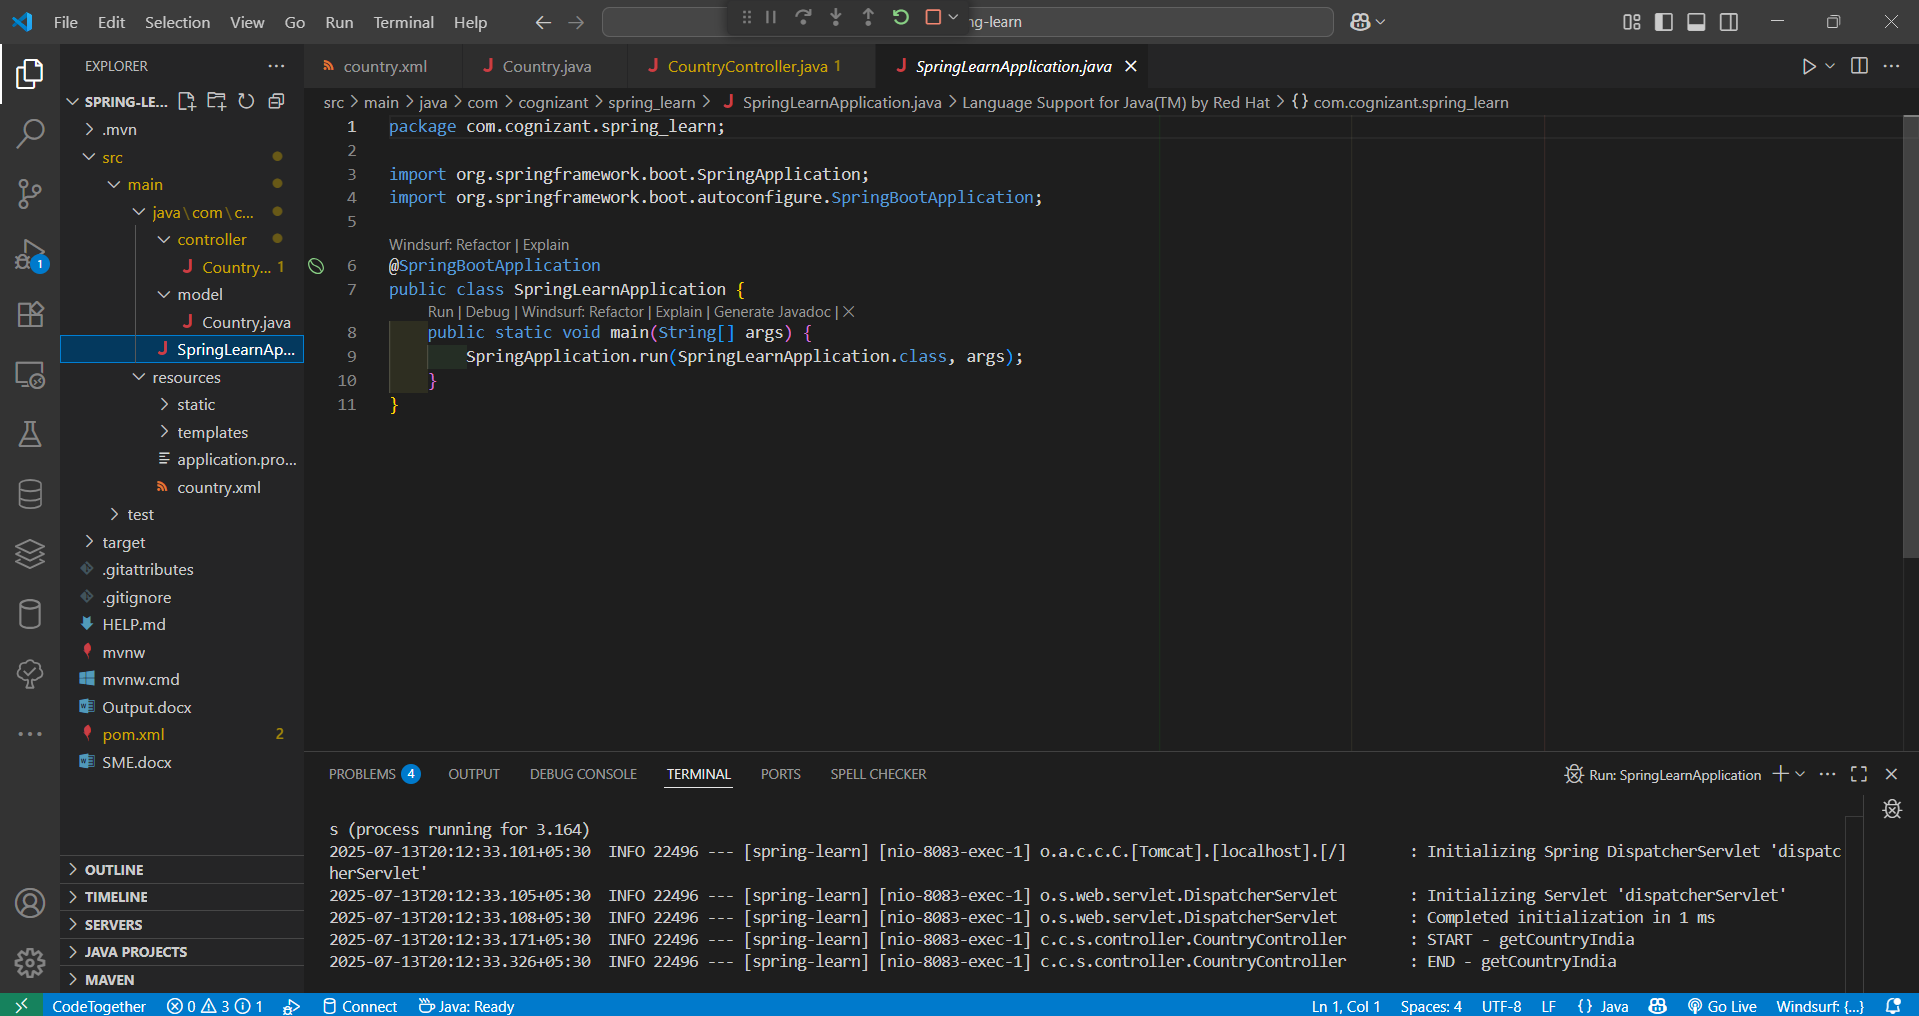 File Edit Selection View Go Run Terminal Help
ng-learn
EXPLORER
SPRING-LE...
.mvn
src
main
java\com\c...
controller
Country... 1
model
Country.java
SpringLearnAp...
resources
static
templates
application.pro...
country.xml
test
target
.gitattributes
.gitignore
HELP.md
mvnw
mvnw.cmd
Output.docx
pom.xml 2
SME.docx
OUTLINE
TIMELINE
SERVERS
JAVA PROJECTS
MAVEN
1
country.xml Country.java CountryController.java 1 SpringLearnApplication.java
src > main > java > com > cognizant > spring_learn > SpringLearnApplication.java > Language Support for Java(TM) by Red Hat > {} com.cognizant.spring_learn
1 package com.cognizant.spring_learn;
2
3 import org.springframework.boot.SpringApplication;
4 import org.springframework.boot.autoconfigure.SpringBootApplication;
5
Windsurf: Refactor | Explain
6 @SpringBootApplication
7 public class SpringLearnApplication {
Run | Debug | Windsurf: Refactor | Explain | Generate Javadoc | X
8 public static void main(String[] args) {
9 SpringApplication.run(SpringLearnApplication.class, args);
10 }
11 }
PROBLEMS 4 OUTPUT DEBUG CONSOLE TERMINAL PORTS SPELL CHECKER
Run: SpringLearnApplication
s (process running for 3.164)
2025-07-13T20:12:33.101+05:30 INFO 22496 --- [spring-learn] [nio-8083-exec-1] o.a.c.c.C.[Tomcat].[localhost].[/] : Initializing Spring DispatcherServlet 'dispatc
herServlet'
2025-07-13T20:12:33.105+05:30 INFO 22496 --- [spring-learn] [nio-8083-exec-1] o.s.web.servlet.DispatcherServlet : Initializing Servlet 'dispatcherServlet'
2025-07-13T20:12:33.108+05:30 INFO 22496 --- [spring-learn] [nio-8083-exec-1] o.s.web.servlet.DispatcherServlet : Completed initialization in 1 ms
2025-07-13T20:12:33.171+05:30 INFO 22496 --- [spring-learn] [nio-8083-exec-1] c.c.s.controller.CountryController : START - getCountryIndia
2025-07-13T20:12:33.326+05:30 INFO 22496 --- [spring-learn] [nio-8083-exec-1] c.c.s.controller.CountryController : END - getCountryIndia
CodeTogether 0 3 1 Connect Java: Ready Ln 1, Col 1 Spaces: 4 UTF-8 LF {} Java Go Live Windsurf: {...}